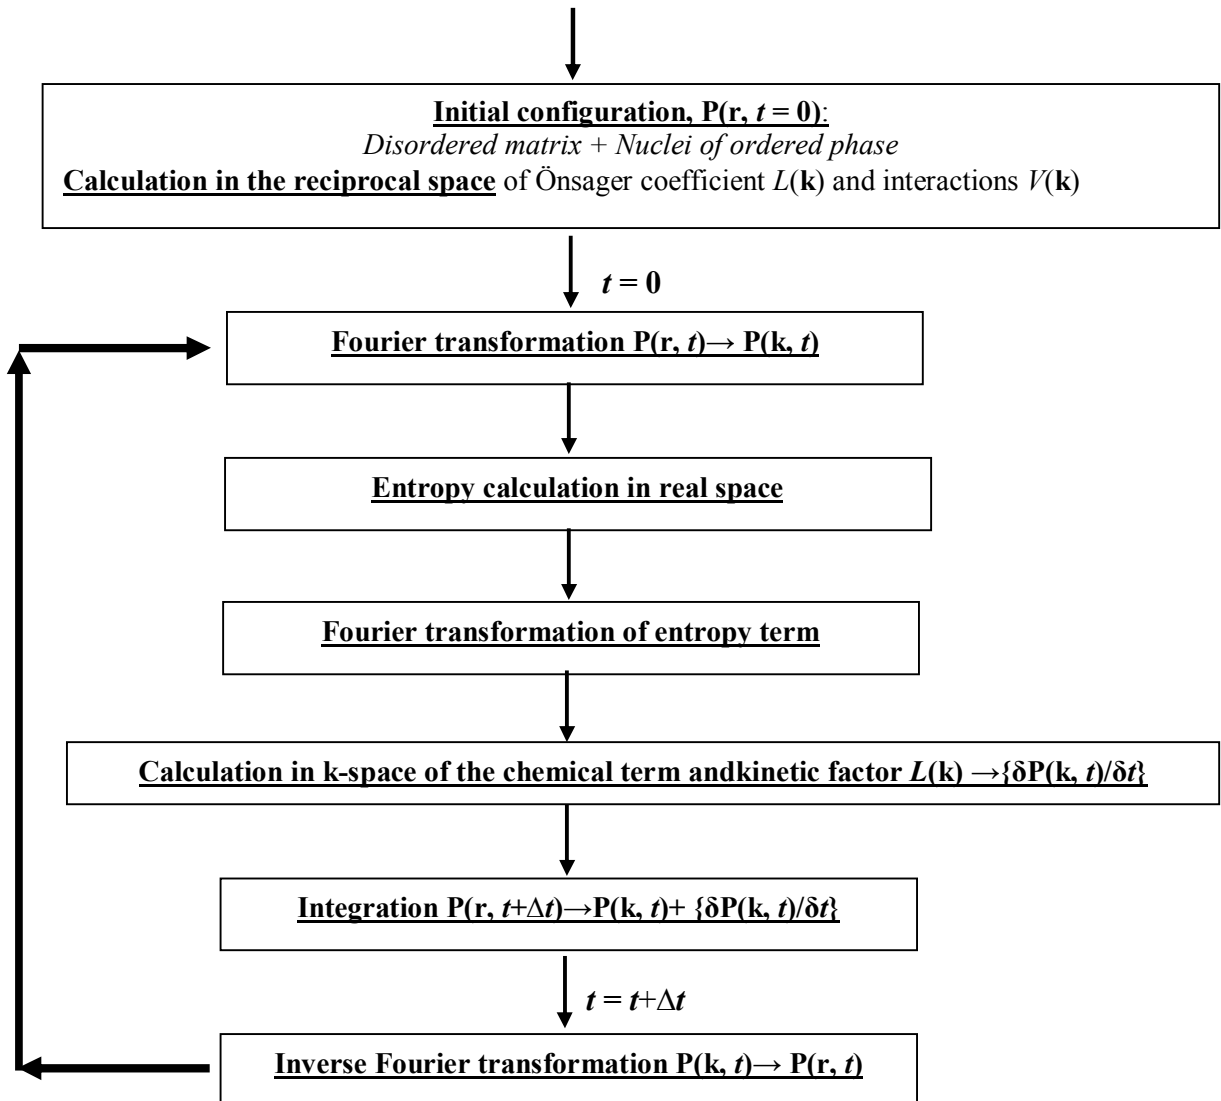 Initial configuration, P(r, t = 0):
Disordered matrix + Nuclei of ordered phase
Calculation in the reciprocal space of Önsager coefficient L(k) and interactions V(k)
t = 0
Fourier transformation P(r, t)→ P(k, t)
Entropy calculation in real space
Fourier transformation of entropy term
Calculation in k-space of the chemical term andkinetic factor L(k) →{δP(k, t)/δt}
Integration P(r, t+Δt)→P(k, t)+ {δP(k, t)/δt}
t = t+Δt
Inverse Fourier transformation P(k, t)→ P(r, t)